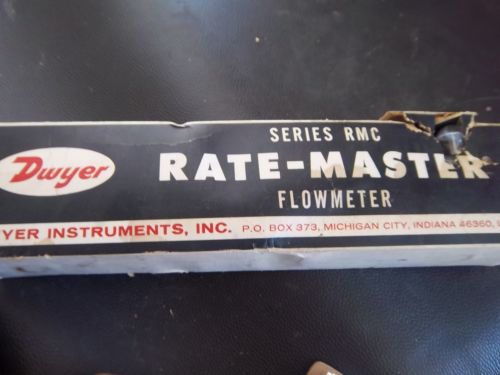 Dwyer
SERIES RMC
RATE-MASTER
FLOWMETER
YER INSTRUMENTS, INC. P.O. BOX 373, MICHIGAN CITY, INDIANA 46360,